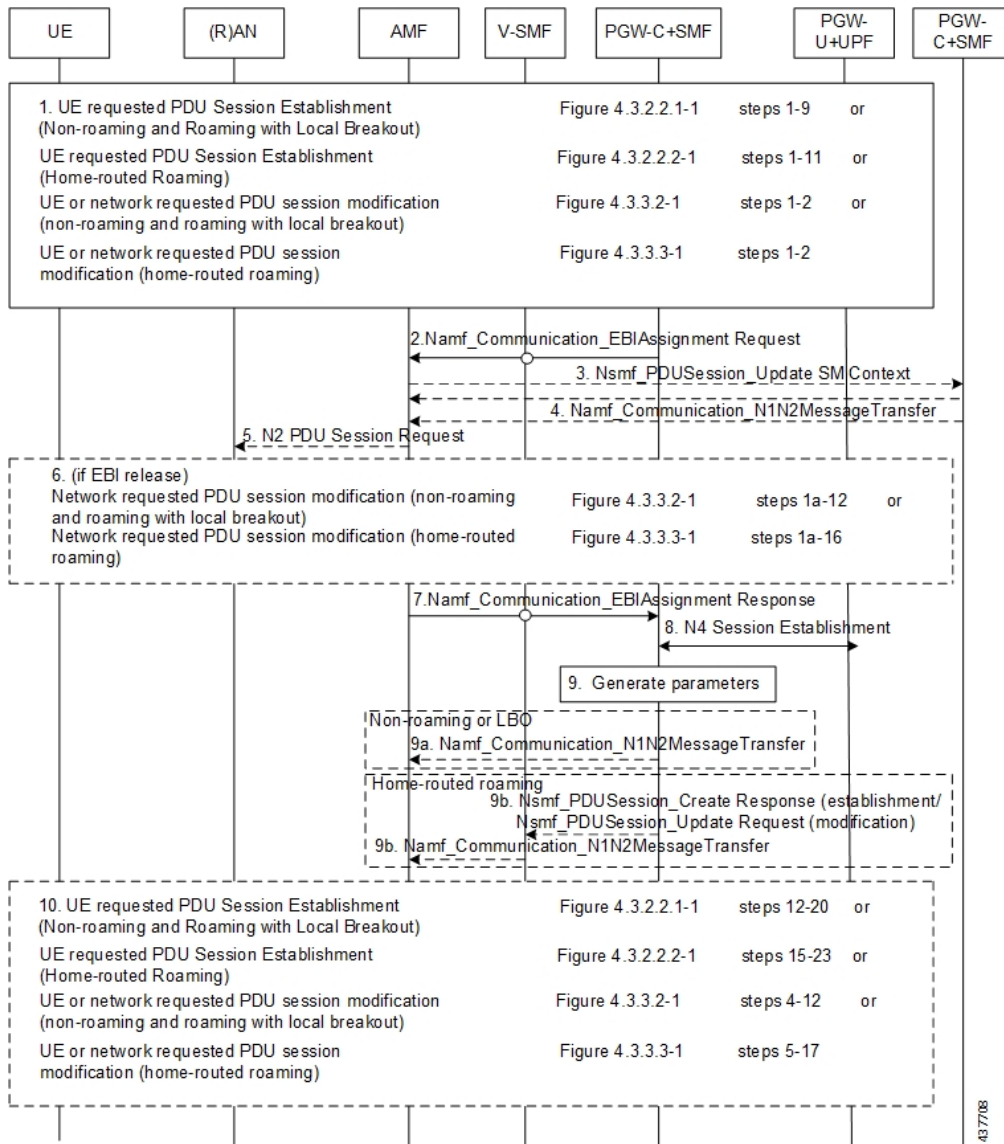 UE
(R)AN
AMF
V-SMF
PGW-C+SMF
PGW-
U+UPF
PGW-
C+SMF
1. UE requested PDU Session Establishment
(Non-roaming and Roaming with Local Breakout)
Figure 4.3.2.2.1-1 steps 1-9 or
UE requested PDU Session Establishment
(Home-routed Roaming)
Figure 4.3.2.2.2-1 steps 1-11 or
UE or network requested PDU session modification
(non-roaming and roaming with local breakout)
Figure 4.3.3.2-1 steps 1-2 or
UE or network requested PDU session
modification (home-routed roaming)
Figure 4.3.3.3-1 steps 1-2
2.Namf_Communication_EBIAssignment Request
3. Nsmf_PDUSession_Update SM Context
4. Namf_Communication_N1N2MessageTransfer
5. N2 PDU Session Request
6. (if EBI release)
Network requested PDU session modification (non-roaming
and roaming with local breakout)
Figure 4.3.3.2-1 steps 1a-12 or
Network requested PDU session modification (home-routed
roaming)
Figure 4.3.3.3-1 steps 1a-16
7.Namf_Communication_EBIAssignment Response
8. N4 Session Establishment
9. Generate parameters
Non-roaming or LBO
9a. Namf_Communication_N1N2MessageTransfer
Home-routed roaming
9b. Nsmf_PDUSession_Create Response (establishment/
Nsmf_PDUSession_Update Request (modification)
9b. Namf_Communication_N1N2MessageTransfer
10. UE requested PDU Session Establishment
(Non-roaming and Roaming with Local Breakout)
Figure 4.3.2.2.1-1 steps 12-20 or
UE requested PDU Session Establishment
(Home-routed Roaming)
Figure 4.3.2.2.2-1 steps 15-23 or
UE or network requested PDU session modification
(non-roaming and roaming with local breakout)
Figure 4.3.3.2-1 steps 4-12 or
UE or network requested PDU session
modification (home-routed roaming)
Figure 4.3.3.3-1 steps 5-17
437708